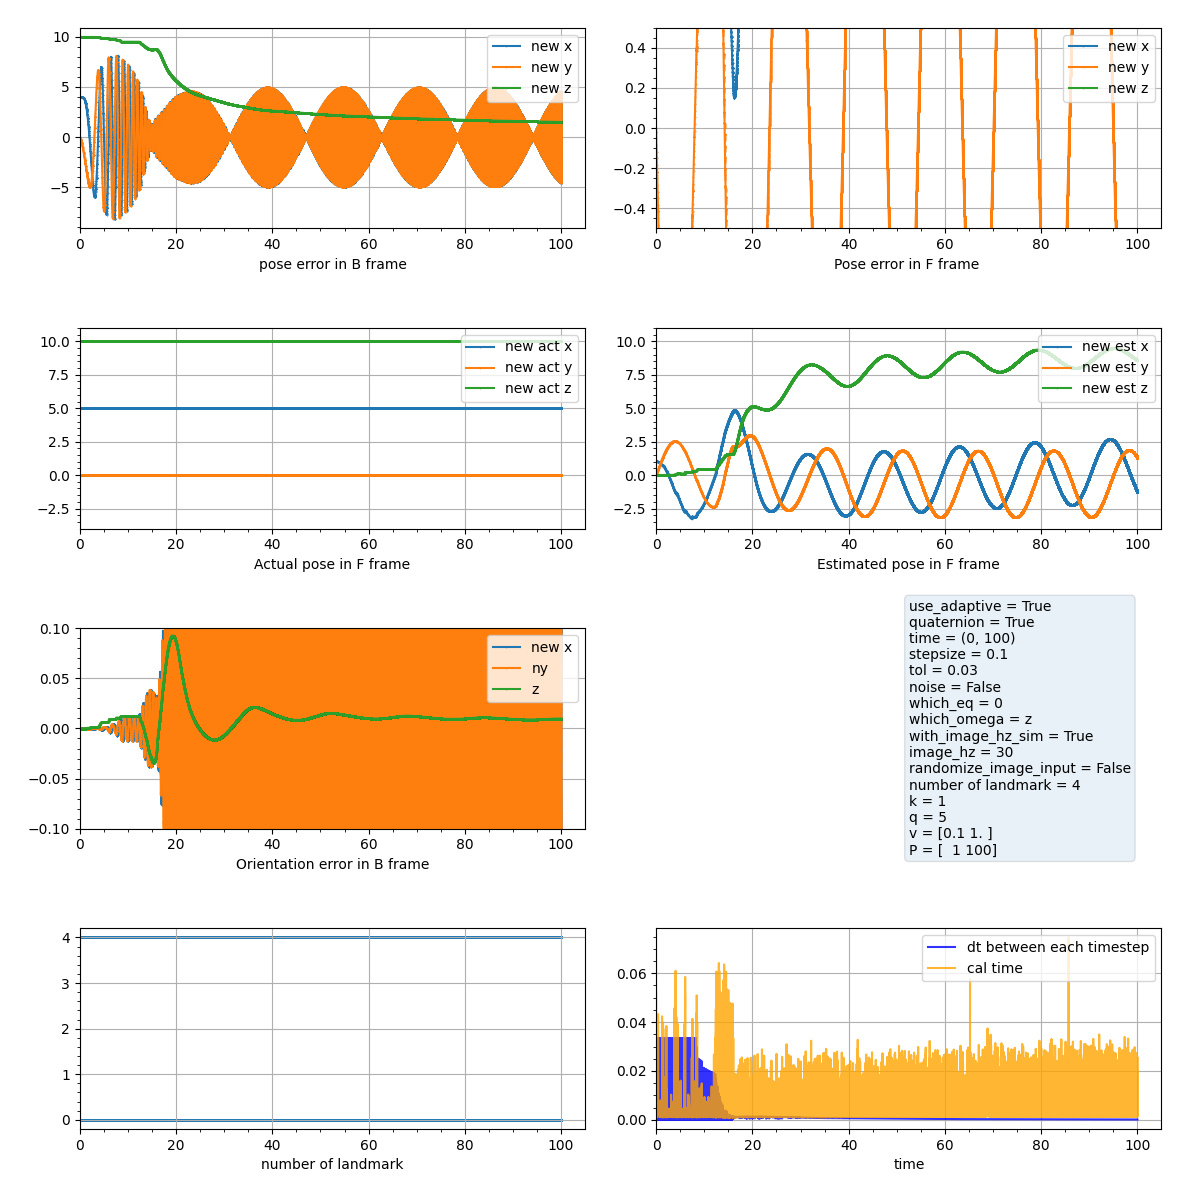 10
5
0
−5
new x
new y
new z
0 20 40 60 80 100
pose error in B frame
0.4
0.2
0.0
−0.2
−0.4
new x
new y
new z
0 20 40 60 80 100
Pose error in F frame
10.0
7.5
5.0
2.5
0.0
−2.5
new act x
new act y
new act z
0 20 40 60 80 100
Actual pose in F frame
10.0
7.5
5.0
2.5
0.0
−2.5
new est x
new est y
new est z
0 20 40 60 80 100
Estimated pose in F frame
0.10
0.05
0.00
−0.05
−0.10
new x
ny
z
0 20 40 60 80 100
Orientation error in B frame
use_adaptive = True
quaternion = True
time = (0, 100)
stepsize = 0.1
tol = 0.03
noise = False
which_eq = 0
which_omega = z
with_image_hz_sim = True
image_hz = 30
randomize_image_input = False
number of landmark = 4
k = 1
q = 5
v = [0.1 1. ]
P = [  1 100]
4
3
2
1
0
0 20 40 60 80 100
number of landmark
0.06
0.04
0.02
0.00
dt between each timestep
cal time
0 20 40 60 80 100
time